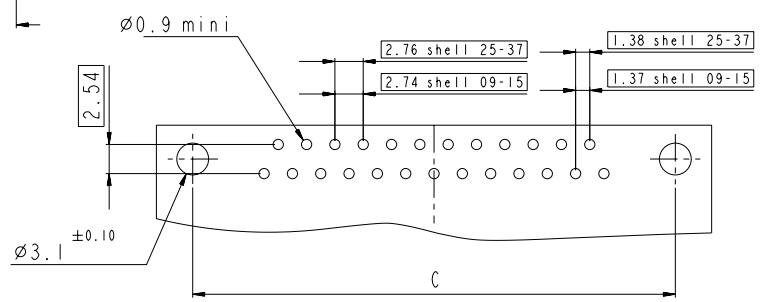 Ø0.9 mini
2.76 shell 25-37
1.38 shell 25-37
2.74 shell 09-15
1.37 shell 09-15
2.54
Ø3.1 ±0.10
C